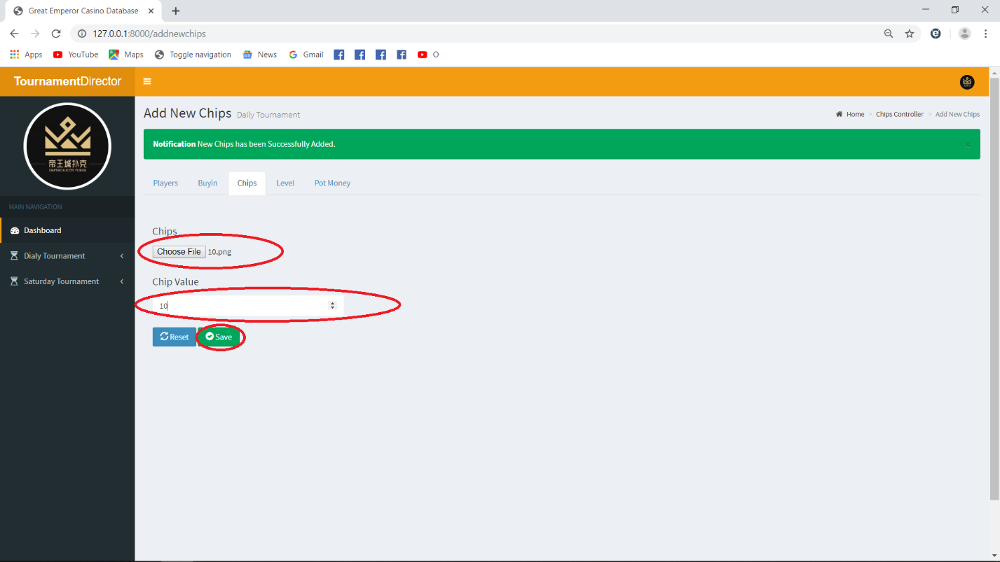 Great Emperor Casino Database
127.0.0.1:8000/addnewchips
Apps YouTube Maps Toggle navigation News Gmail O
TournamentDirector
帝王城扑克
EMPEROR CITY POKER
MAIN NAVIGATION
Dashboard
Dialy Tournament
Saturday Tournament
Add New Chips Daily Tournament
Home > Chips Controller > Add New Chips
Notification New Chips has been Successfully Added. ×
Players Buyin Chips Level Pot Money
Chips
Choose File 10.png
Chip Value
10
Reset Save